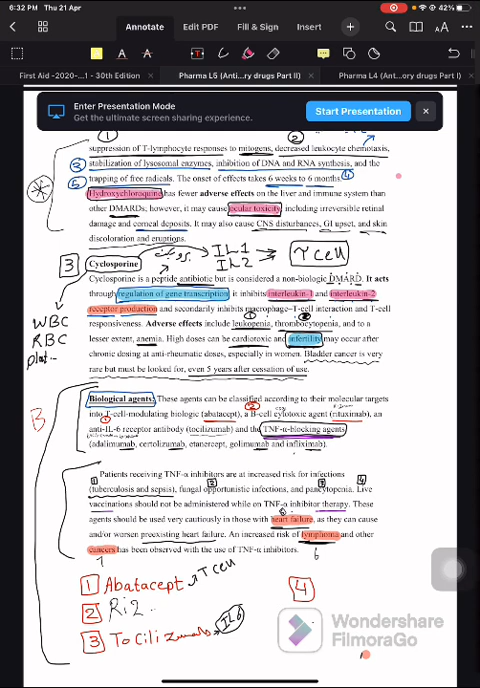 6:32 PM Thu 21 Apr 42%
Annotate Edit PDF Fill & Sign Insert
First Aid -2020-...1 - 30th Edition × Pharma L5 (Anti...ory drugs Part II) × Pharma L4 (Anti...ory drugs Part I) ×
Enter Presentation Mode
Get the ultimate screen sharing experience.
Start Presentation
1 2
suppression of T-lymphocyte responses to mitogens, decreased leukocyte chemotaxis,
3 stabilization of lysosomal enzymes, inhibition of DNA and RNA synthesis, and the
5 trapping of free radicals. The onset of effects takes 6 weeks to 6 months. 4
Hydroxychloroquine has fewer adverse effects on the liver and immune system than
other DMARDs; however, it may cause ocular toxicity, including irreversible retinal
damage and corneal deposits. It may also cause CNS disturbances, GI upset, and skin
discoloration and eruptions.
3 Cyclosporine IL1 IL2 T cell
Cyclosporine is a peptide antibiotic but is considered a non-biologic DMARD. It acts
through regulation of gene transcription, it inhibits interleukin-1 and interleukin-2
receptor production and secondarily inhibits macrophage–T-cell interaction and T-cell
responsiveness. Adverse effects include leukopenia, thrombocytopenia, and to a
lesser extent, anemia. High doses can be cardiotoxic and infertility may occur after
chronic dosing at anti-rheumatic doses, especially in women. Bladder cancer is very
rare but must be looked for, even 5 years after cessation of use.
WBC
RBC
plat..
B
Biological agents: These agents can be classified according to their molecular targets
into T-cell-modulating biologic (abatacept), a B-cell cytotoxic agent (rituximab), an
anti-IL-6 receptor antibody (tocilizumab) and the TNF-α-blocking agents
(adalimumab, certolizumab, etanercept, golimumab and infliximab).
1 2 3 4
Patients receiving TNF-α inhibitors are at increased risk for infections
(tuberculosis and sepsis), fungal opportunistic infections, and pancytopenia. Live
vaccinations should not be administered while on TNF-α inhibitor therapy. These
agents should be used very cautiously in those with heart failure, as they can cause
and/or worsen preexisting heart failure. An increased risk of lymphoma and other
cancers has been observed with the use of TNF-α inhibitors.
7 6
1 Abatacept T cell 4
2 Ri2
3 Tocilizumab IL6
Wondershare
FilmoraGo